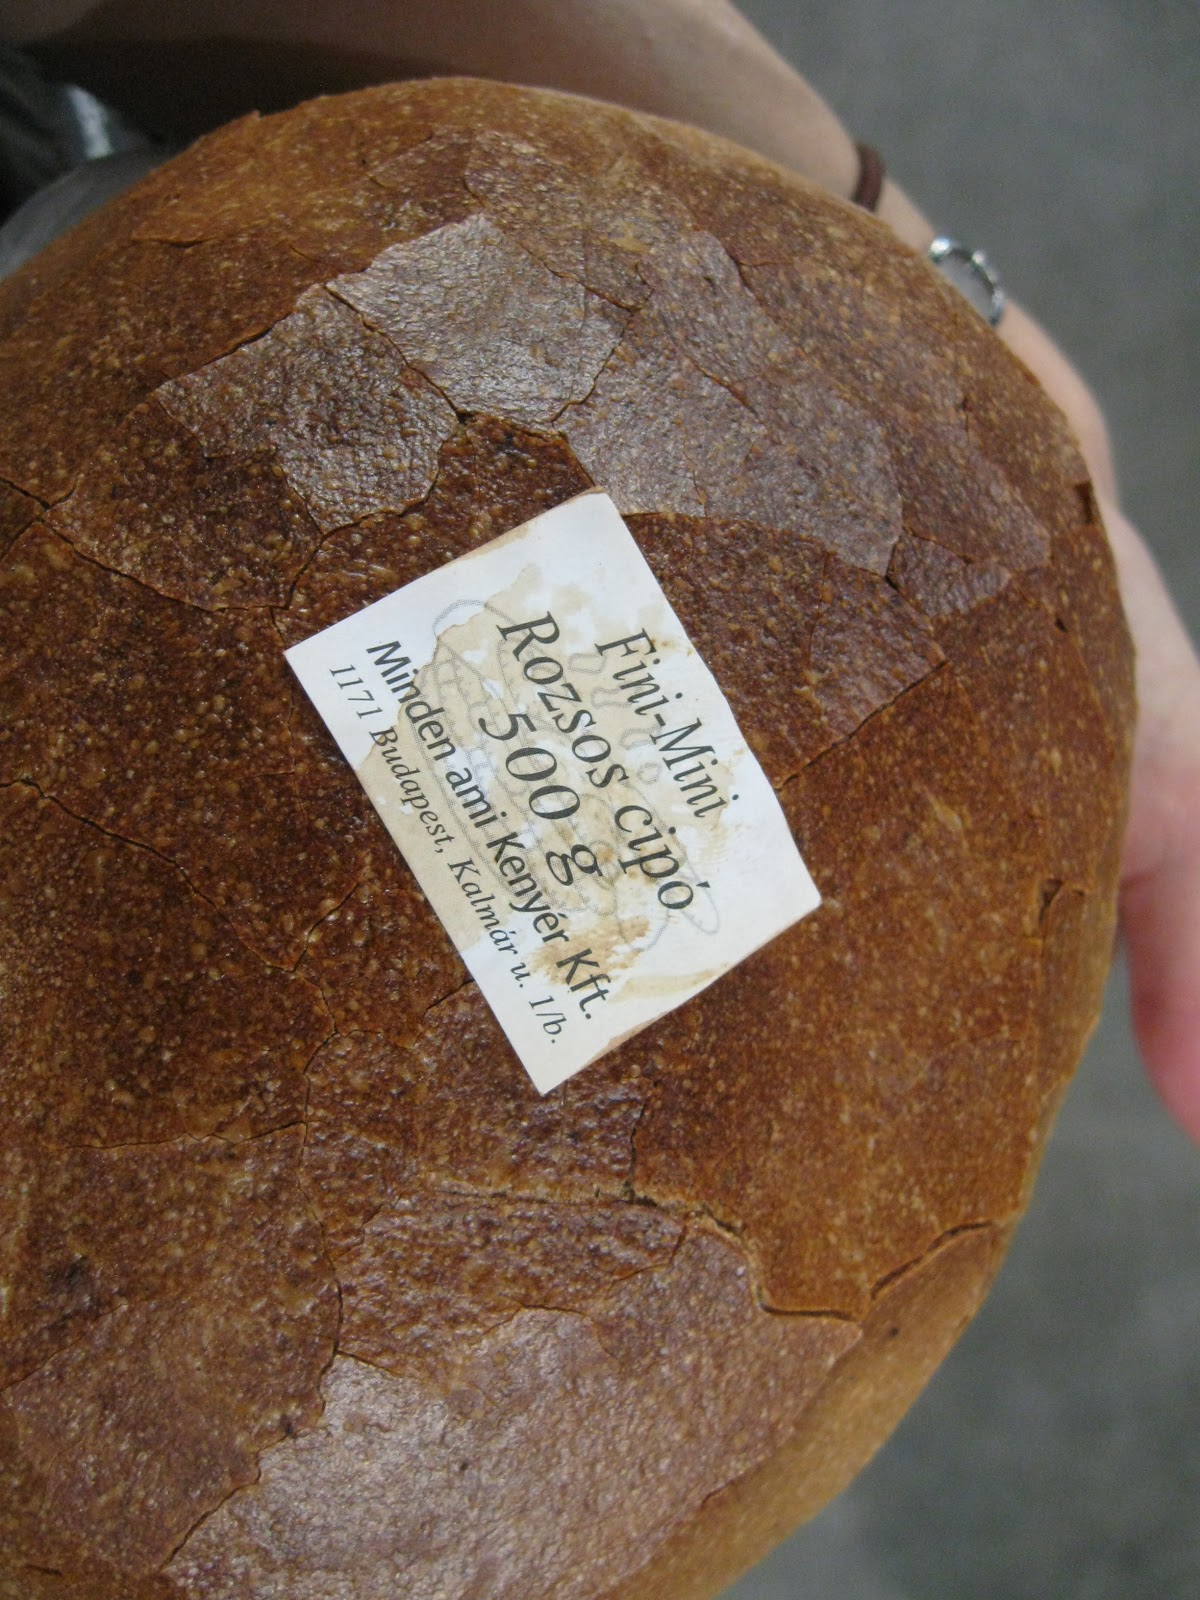 Fini-Mini
Rozsos cipó
500 g
Minden ami Kenyér Kft.
1171 Budapest, Kalmár u. 1/b.